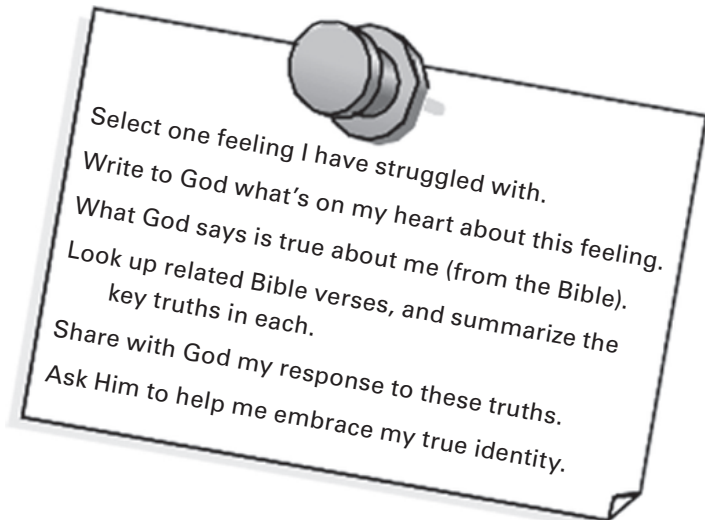 Select one feeling I have struggled with.
Write to God what's on my heart about this feeling.
What God says is true about me (from the Bible).
Look up related Bible verses, and summarize the
key truths in each.
Share with God my response to these truths.
Ask Him to help me embrace my true identity.